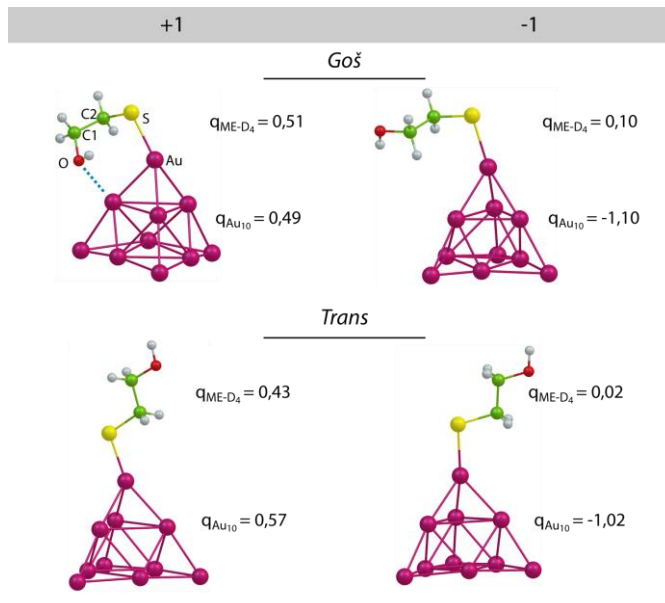 +1 -1
Goš
C2 S q_ME-D₄ = 0,51 q_ME-D₄ = 0,10
C1
O Au
q_Au₁₀ = 0,49 q_Au₁₀ = -1,10
Trans
q_ME-D₄ = 0,43 q_ME-D₄ = 0,02
q_Au₁₀ = 0,57 q_Au₁₀ = -1,02